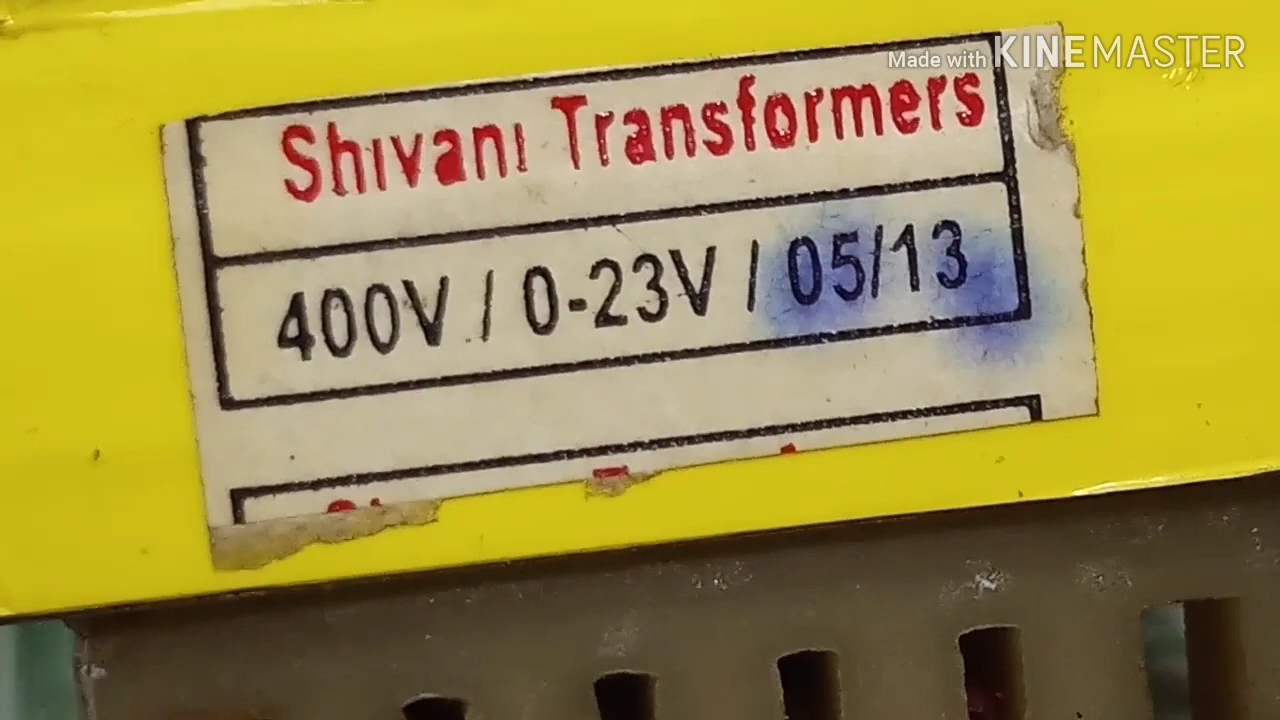 Made with KINEMASTER
Shivani Transformers
400V / 0-23V / 05/13